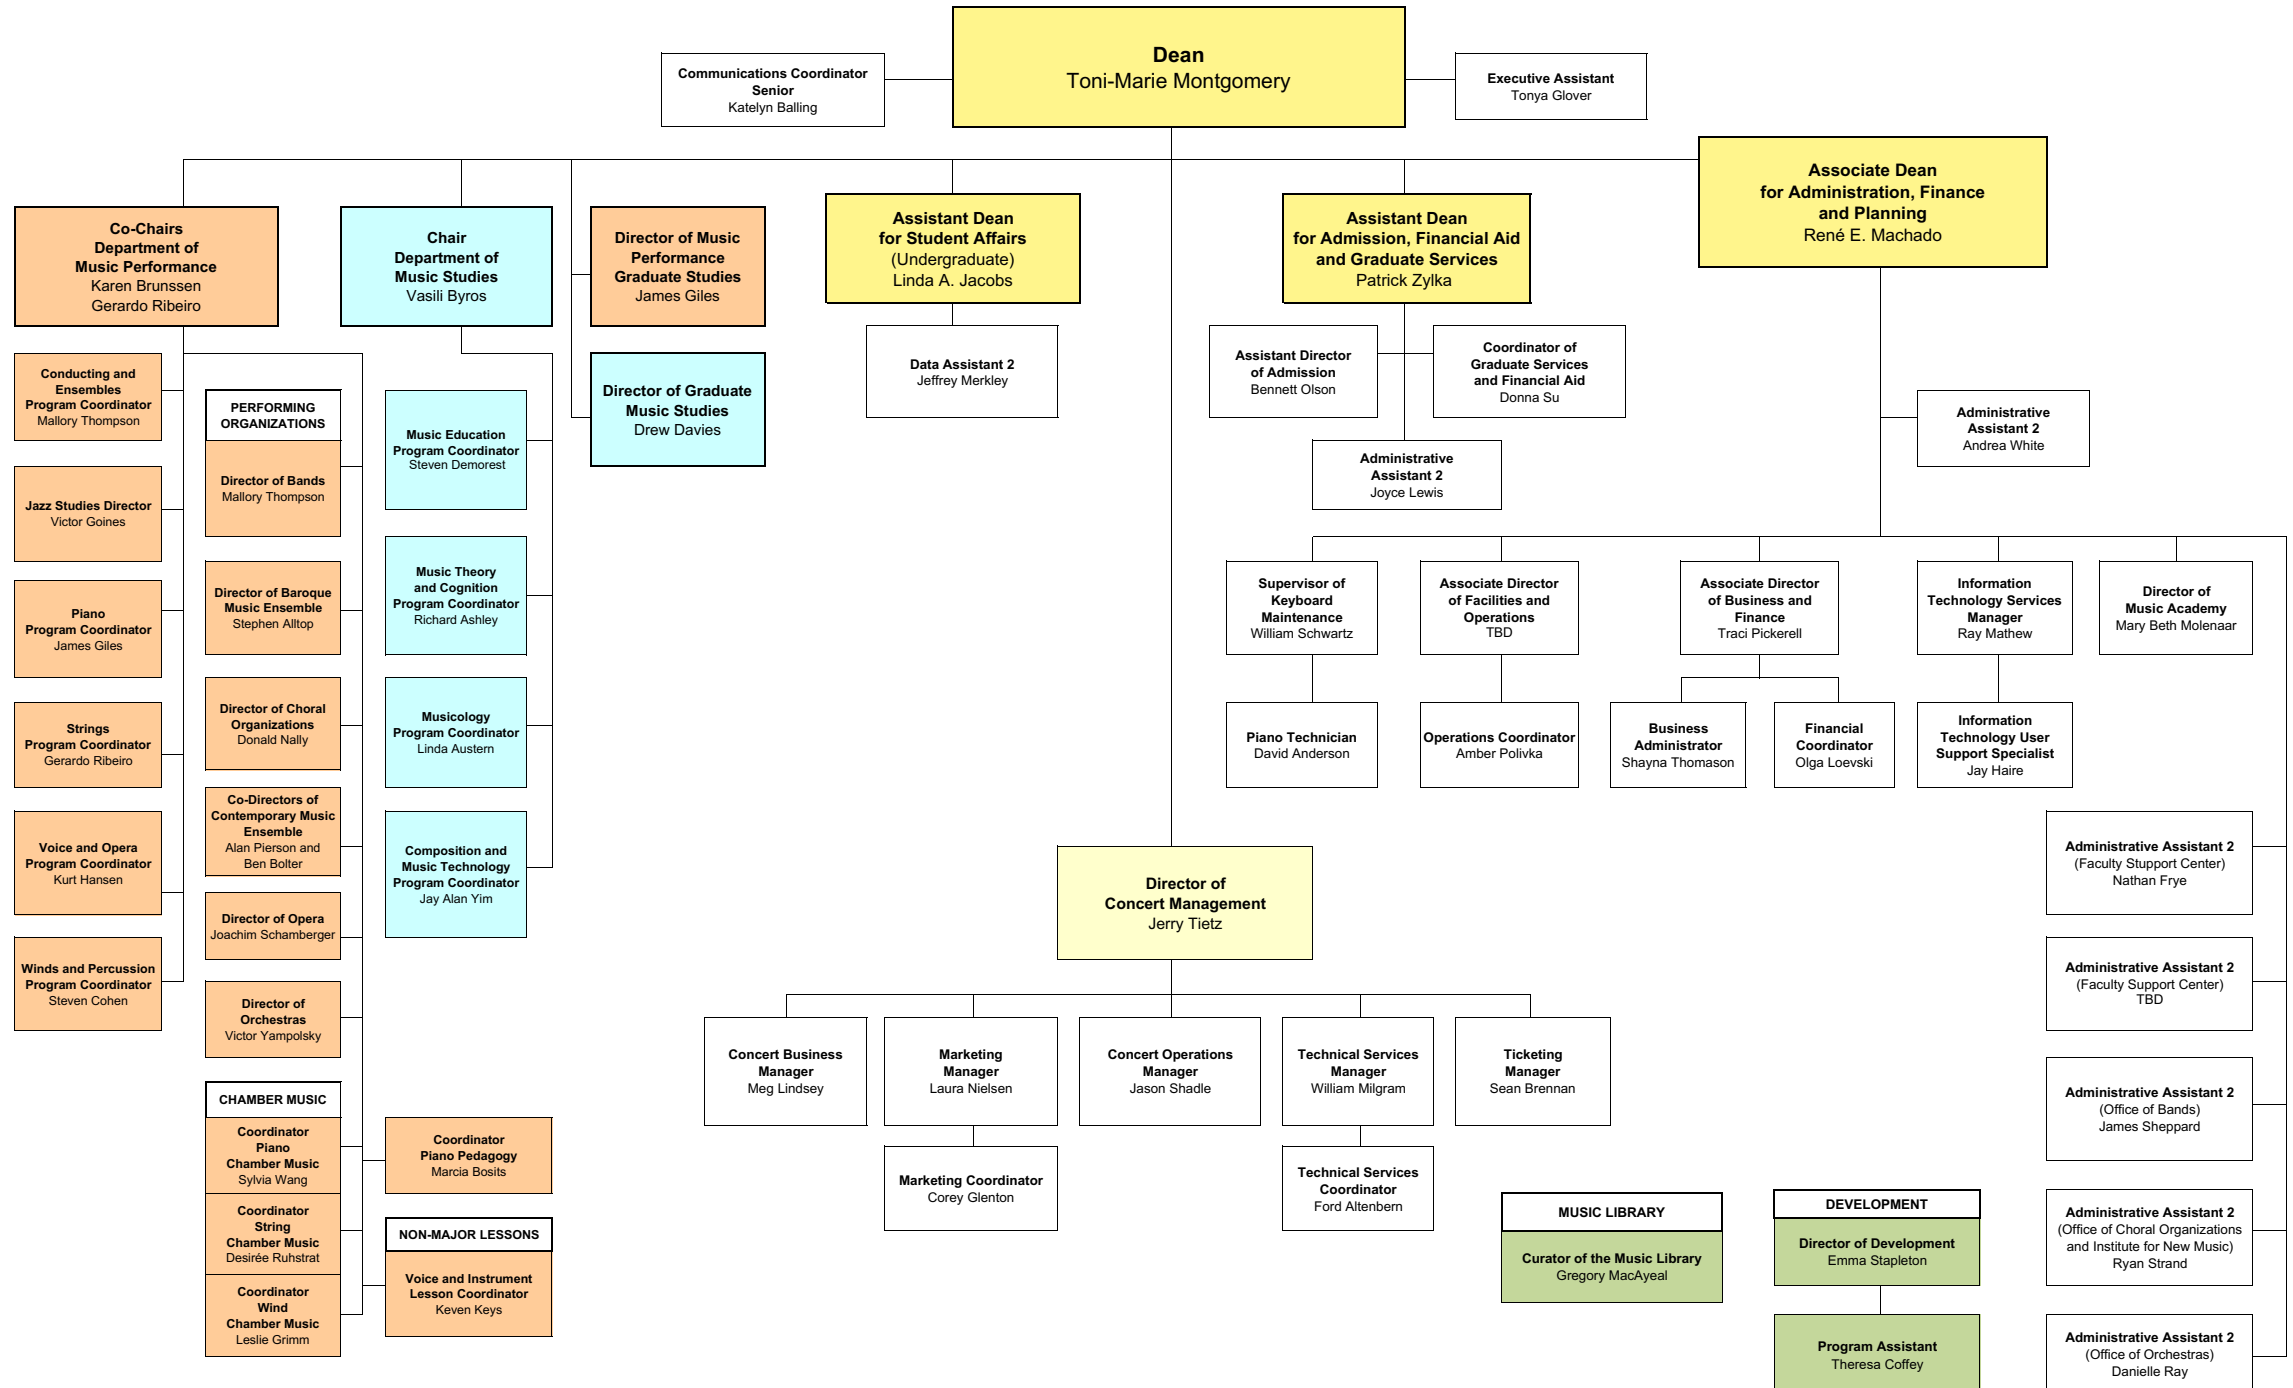 Dean
Toni-Marie Montgomery
Communications Coordinator
Senior
Katelyn Balling
Executive Assistant
Tonya Glover
Associate Dean
for Administration, Finance
and Planning
René E. Machado
Co-Chairs
Department of
Music Performance
Karen Brunssen
Gerardo Ribeiro
Chair
Department of
Music Studies
Vasili Byros
Director of Music
Performance
Graduate Studies
James Giles
Assistant Dean
for Student Affairs
(Undergraduate)
Linda A. Jacobs
Assistant Dean
for Admission, Financial Aid
and Graduate Services
Patrick Zylka
Director of Graduate
Music Studies
Drew Davies
Data Assistant 2
Jeffrey Merkley
Assistant Director
of Admission
Bennett Olson
Coordinator of
Graduate Services
and Financial Aid
Donna Su
Administrative
Assistant 2
Joyce Lewis
Administrative
Assistant 2
Andrea White
Conducting and
Ensembles
Program Coordinator
Mallory Thompson
Jazz Studies Director
Victor Goines
Piano
Program Coordinator
James Giles
Strings
Program Coordinator
Gerardo Ribeiro
Voice and Opera
Program Coordinator
Kurt Hansen
Winds and Percussion
Program Coordinator
Steven Cohen
PERFORMING
ORGANIZATIONS
Director of Bands
Mallory Thompson
Director of Baroque
Music Ensemble
Stephen Alltop
Director of Choral
Organizations
Donald Nally
Co-Directors of
Contemporary Music
Ensemble
Alan Pierson and
Ben Bolter
Director of Opera
Joachim Schamberger
Director of
Orchestras
Victor Yampolsky
CHAMBER MUSIC
Coordinator
Piano
Chamber Music
Sylvia Wang
Coordinator
String
Chamber Music
Desirée Ruhstrat
Coordinator
Wind
Chamber Music
Leslie Grimm
Music Education
Program Coordinator
Steven Demorest
Music Theory
and Cognition
Program Coordinator
Richard Ashley
Musicology
Program Coordinator
Linda Austern
Composition and
Music Technology
Program Coordinator
Jay Alan Yim
Coordinator
Piano Pedagogy
Marcia Bosits
NON-MAJOR LESSONS
Voice and Instrument
Lesson Coordinator
Keven Keys
Supervisor of
Keyboard
Maintenance
William Schwartz
Associate Director
of Facilities and
Operations
TBD
Associate Director
of Business and
Finance
Traci Pickerell
Information
Technology Services
Manager
Ray Mathew
Director of
Music Academy
Mary Beth Molenaar
Piano Technician
David Anderson
Operations Coordinator
Amber Polivka
Business
Administrator
Shayna Thomason
Financial
Coordinator
Olga Loevski
Information
Technology User
Support Specialist
Jay Haire
Director of
Concert Management
Jerry Tietz
Concert Business
Manager
Meg Lindsey
Marketing
Manager
Laura Nielsen
Concert Operations
Manager
Jason Shadle
Technical Services
Manager
William Milgram
Ticketing
Manager
Sean Brennan
Marketing Coordinator
Corey Glenton
Technical Services
Coordinator
Ford Altenbern
MUSIC LIBRARY
Curator of the Music Library
Gregory MacAyeal
DEVELOPMENT
Director of Development
Emma Stapleton
Program Assistant
Theresa Coffey
Administrative Assistant 2
(Faculty Stupport Center)
Nathan Frye
Administrative Assistant 2
(Faculty Support Center)
TBD
Administrative Assistant 2
(Office of Bands)
James Sheppard
Administrative Assistant 2
(Office of Choral Organizations
and Institute for New Music)
Ryan Strand
Administrative Assistant 2
(Office of Orchestras)
Danielle Ray